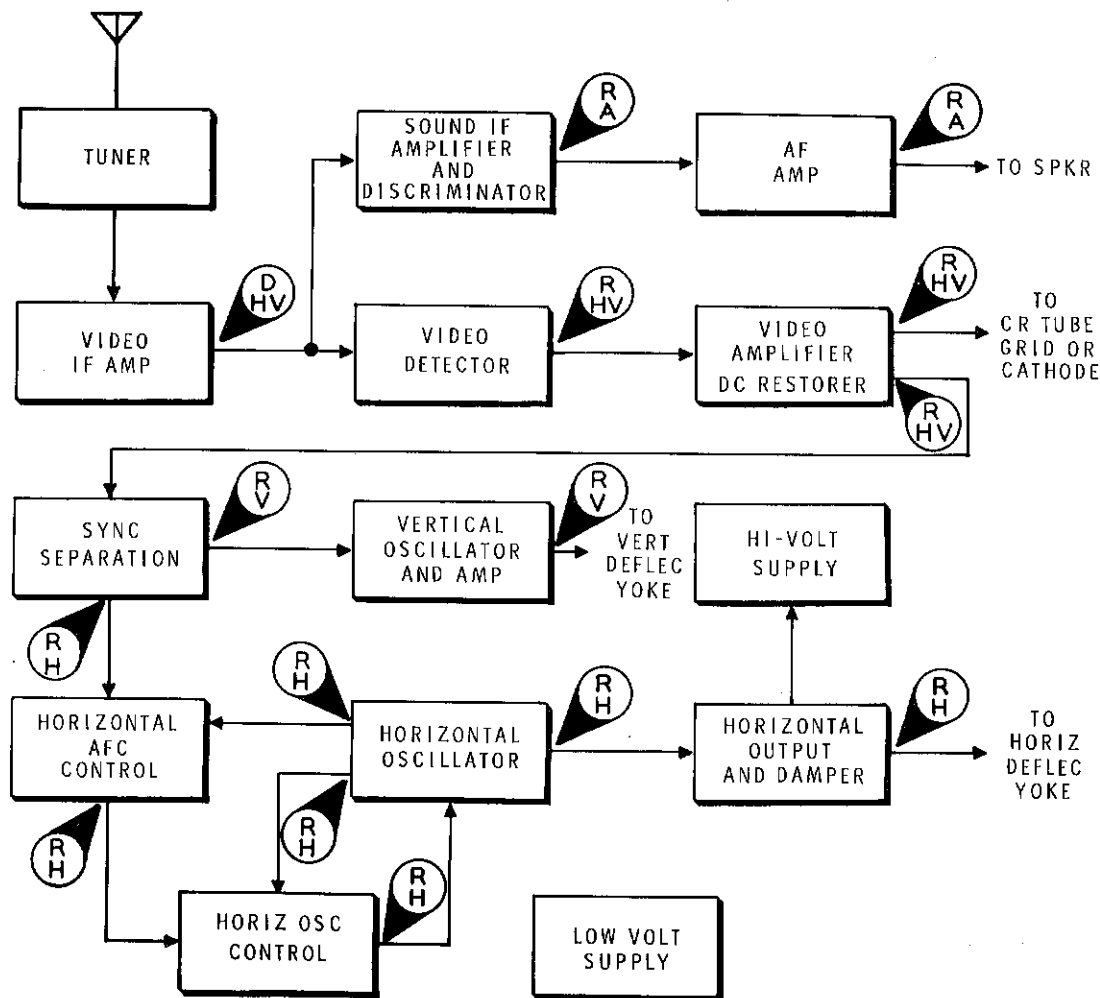 TUNER
SOUND IF
AMPLIFIER
AND
DISCRIMINATOR
R
A
AF
AMP
R
A
TO SPKR
VIDEO
IF AMP
D
HV
VIDEO
DETECTOR
R
HV
VIDEO
AMPLIFIER
DC RESTORER
R
HV
TO
CR TUBE
GRID OR
CATHODE
R
HV
SYNC
SEPARATION
R
V
VERTICAL
OSCILLATOR
AND AMP
R
V
TO
VERT
DEFLEC
YOKE
HI-VOLT
SUPPLY
R
H
HORIZONTAL
AFC
CONTROL
R
H
HORIZONTAL
OSCILLATOR
R
H
HORIZONTAL
OUTPUT
AND DAMPER
R
H
TO
HORIZ
DEFLEC
YOKE
R
H
R
H
HORIZ OSC
CONTROL
R
H
LOW VOLT
SUPPLY